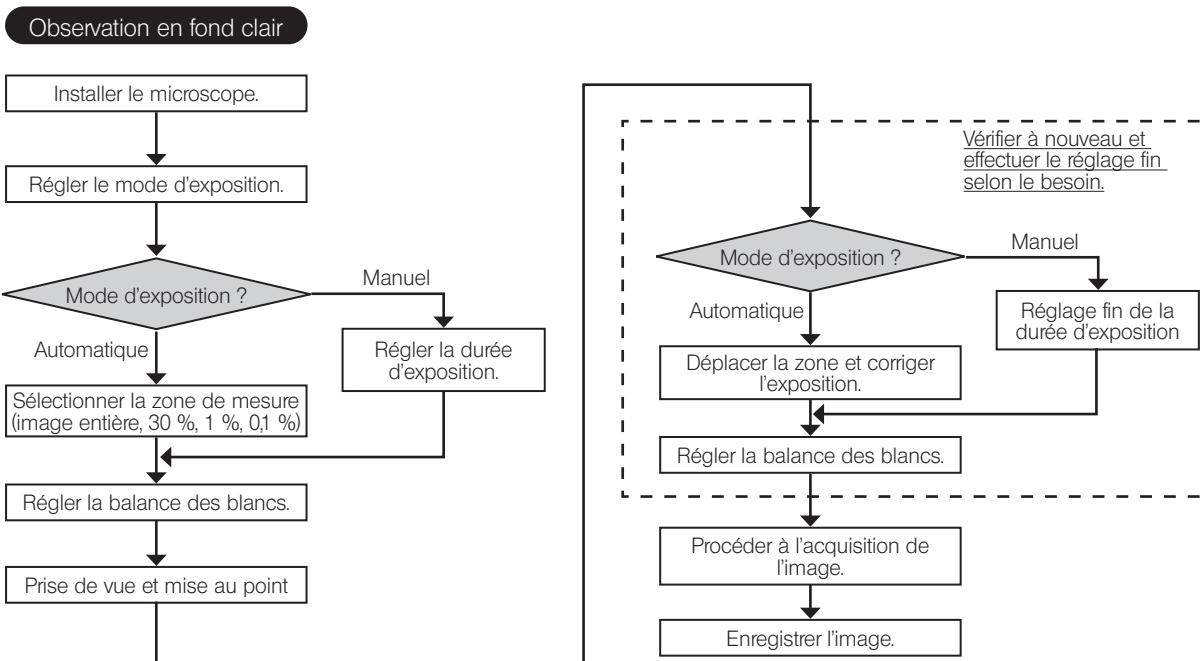 Observation en fond clair
Installer le microscope.
Régler le mode d'exposition.
Mode d'exposition ?
Manuel
Automatique
Régler la durée
d'exposition.
Sélectionner la zone de mesure
(image entière, 30 %, 1 %, 0,1 %)
Régler la balance des blancs.
Prise de vue et mise au point
Vérifier à nouveau et
effectuer le réglage fin
selon le besoin.
Mode d'exposition ?
Manuel
Automatique
Réglage fin de la
durée d'exposition
Déplacer la zone et corriger
l'exposition.
Régler la balance des blancs.
Procéder à l'acquisition de
l'image.
Enregistrer l'image.